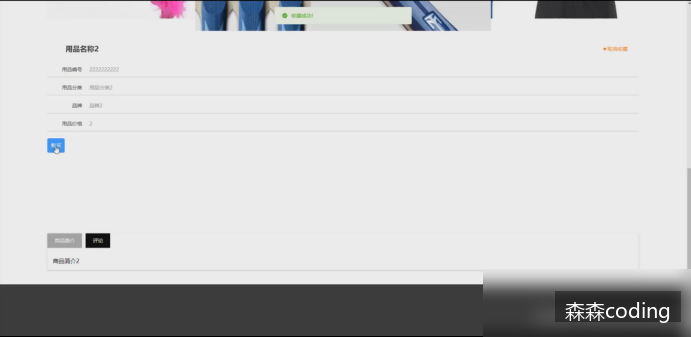 收藏成功!
用品名称2
取消收藏
用品编号 2222222222
用品分类 用品分类2
品牌 品牌2
用品价格 2
购买
商品简介 评论
商品简介2
森森coding